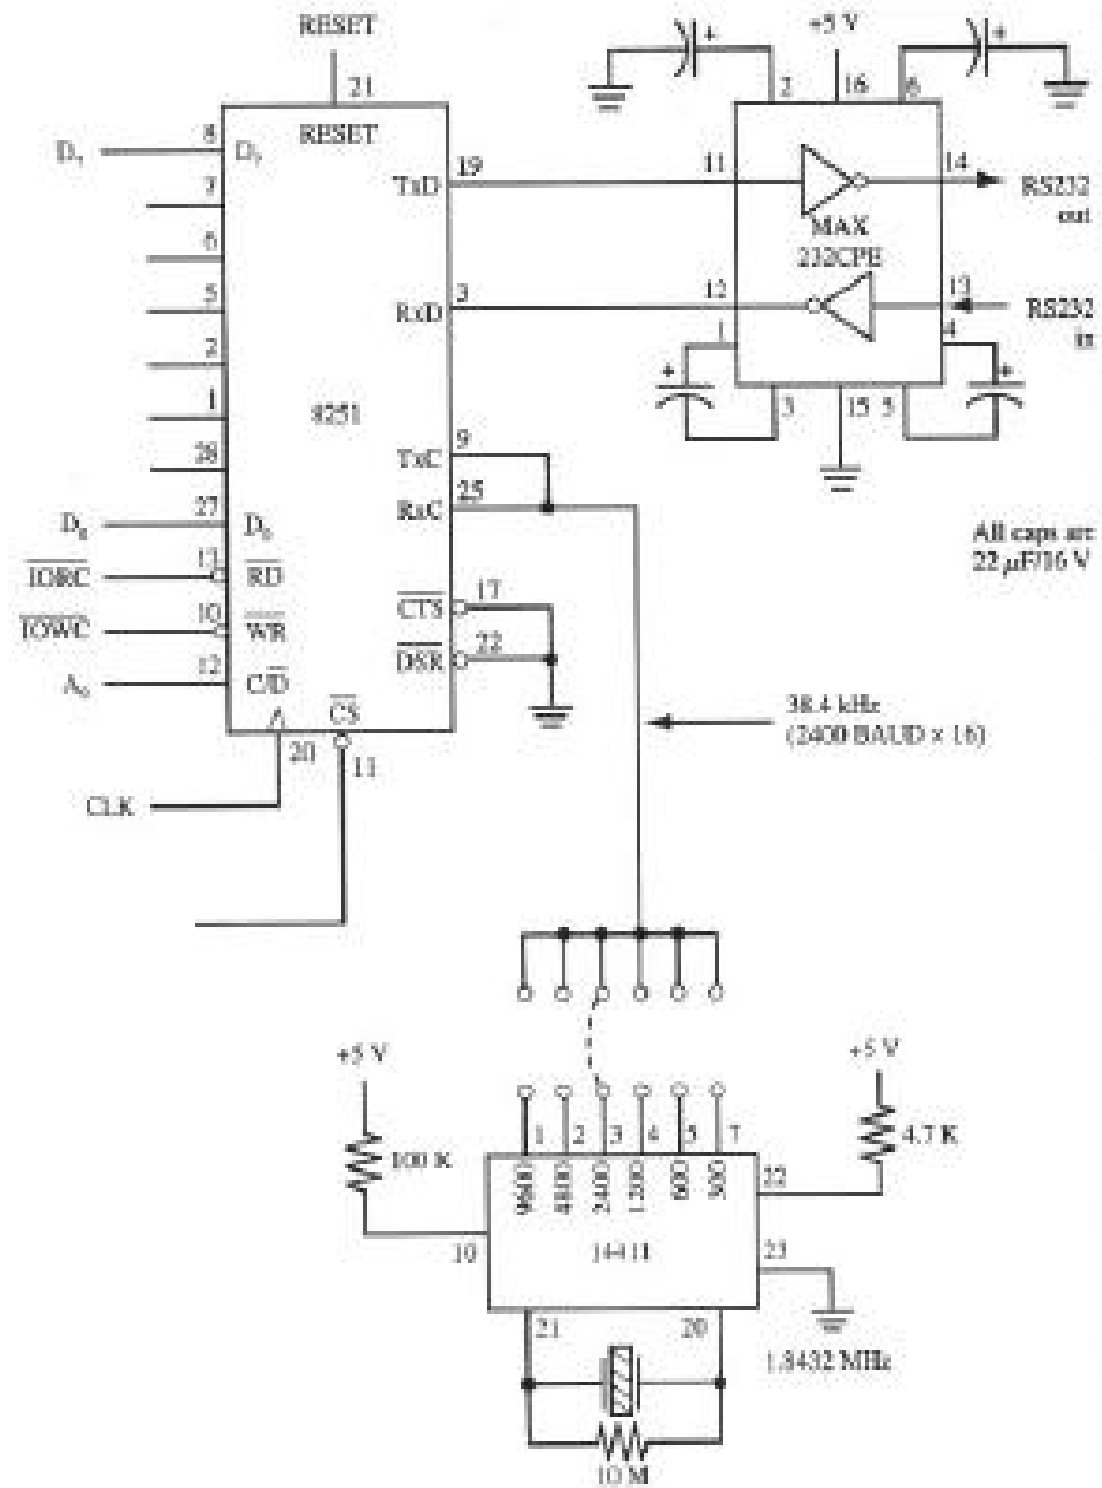 RESET
+5 V
21
2
16
6
8
RESET
D₇
D₇
19
11
14
TxD
RS232
out
7
MAX
232CPE
6
5
3
12
13
RxD
RS232
in
1
4
2
3
15
5
1
8251
9
28
TxC
25
27
RxC
D₀
D₀
All caps are
22 µF/16 V
13
IORC
RD
17
CTS
10
IOWC
WR
22
DSR
12
A₀
C/D
CS
38.4 kHz
(2400 BAUD × 16)
20
11
CLK
+5 V
+5 V
1
2
3
4
5
7
4.7 K
100 K
9600
4800
2400
1200
600
300
22
10
14411
23
21
20
1.8432 MHz
10 M